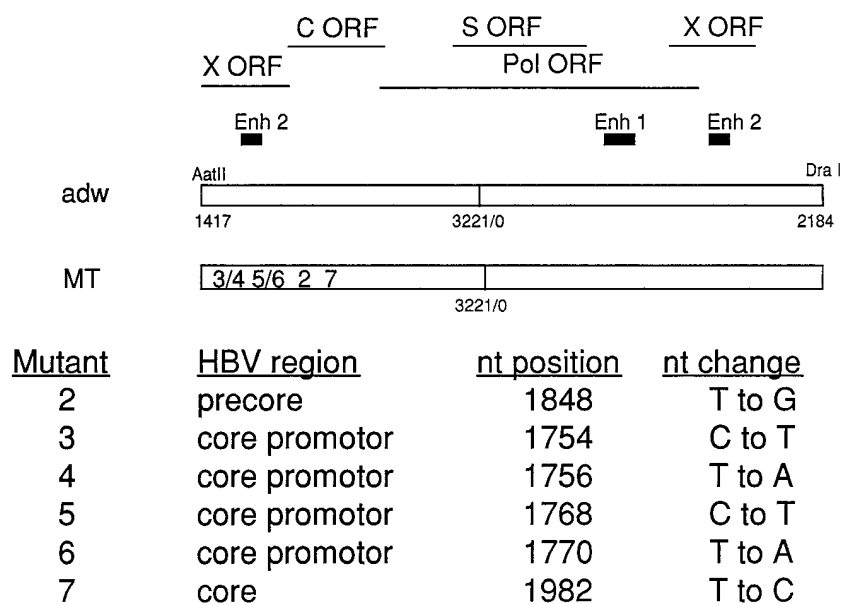 C ORF S ORF X ORF
X ORF Pol ORF
Enh 2 Enh 1 Enh 2
AatII Dra I
adw
1417 3221/0 2184
MT 3/4 5/6 2 7
3221/0
Mutant HBV region nt position nt change
2 precore 1848 T to G
3 core promotor 1754 C to T
4 core promotor 1756 T to A
5 core promotor 1768 C to T
6 core promotor 1770 T to A
7 core 1982 T to C